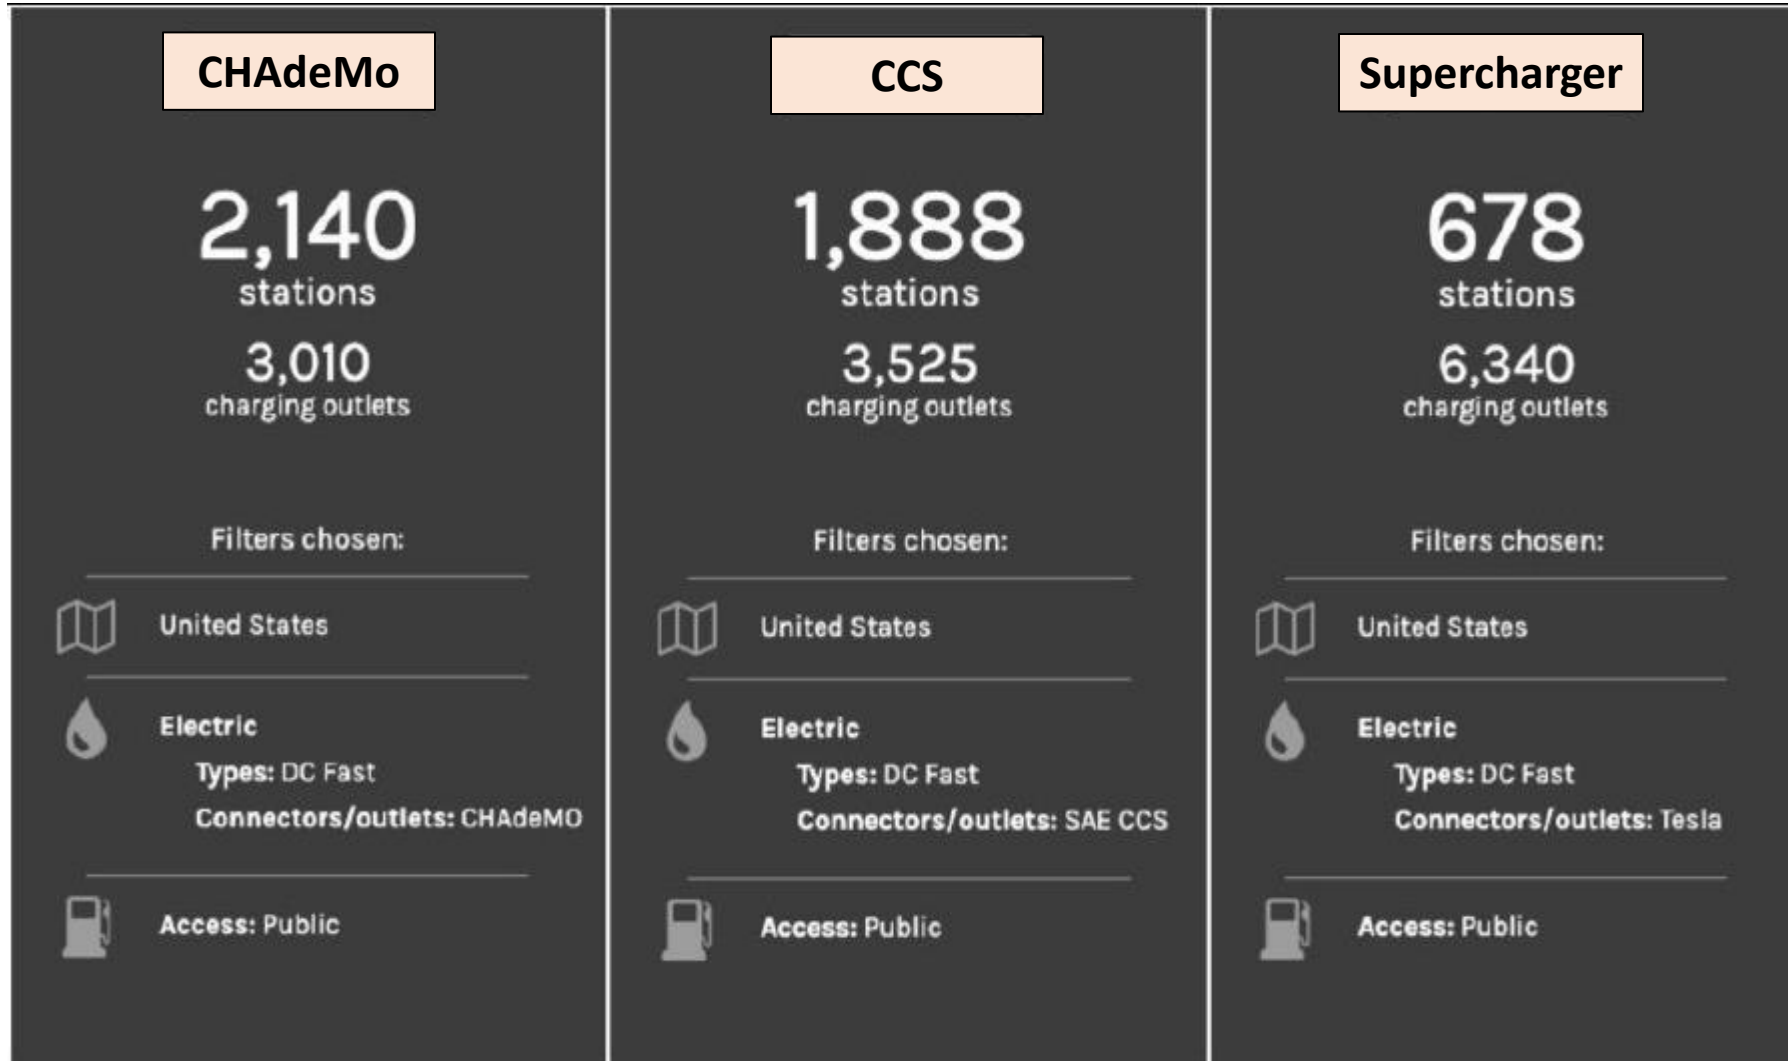 CHAdeMo
2,140
stations
3,010
charging outlets
Filters chosen:
United States
Electric
Types: DC Fast
Connectors/outlets: CHAdeMO
Access: Public
CCS
1,888
stations
3,525
charging outlets
Filters chosen:
United States
Electric
Types: DC Fast
Connectors/outlets: SAE CCS
Access: Public
Supercharger
678
stations
6,340
charging outlets
Filters chosen:
United States
Electric
Types: DC Fast
Connectors/outlets: Tesla
Access: Public